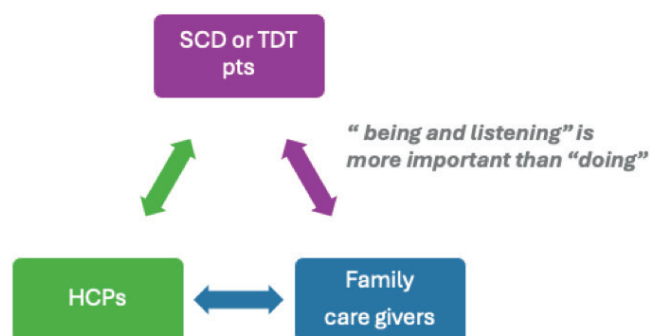 SCD or TDT
pts
“ being and listening” is
more important than “doing”
HCPs
Family
care givers